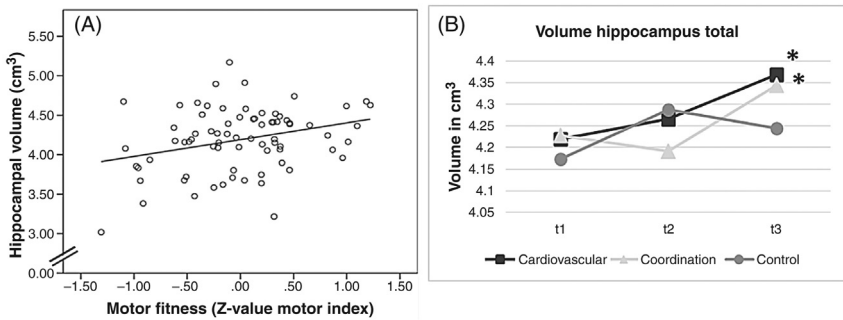 (A)
Hippocampal volume (cm³)
5.50
5.00
4.50
4.00
3.50
3.00
0.00
−1.50
−1.00
−.50
.00
.50
1.00
1.50
Motor fitness (Z-value motor index)
(B)
Volume hippocampus total
Volume in cm³
4.4
4.35
4.3
4.25
4.2
4.15
4.1
4.05
*
*
t1
t2
t3
Cardiovascular
Coordination
Control